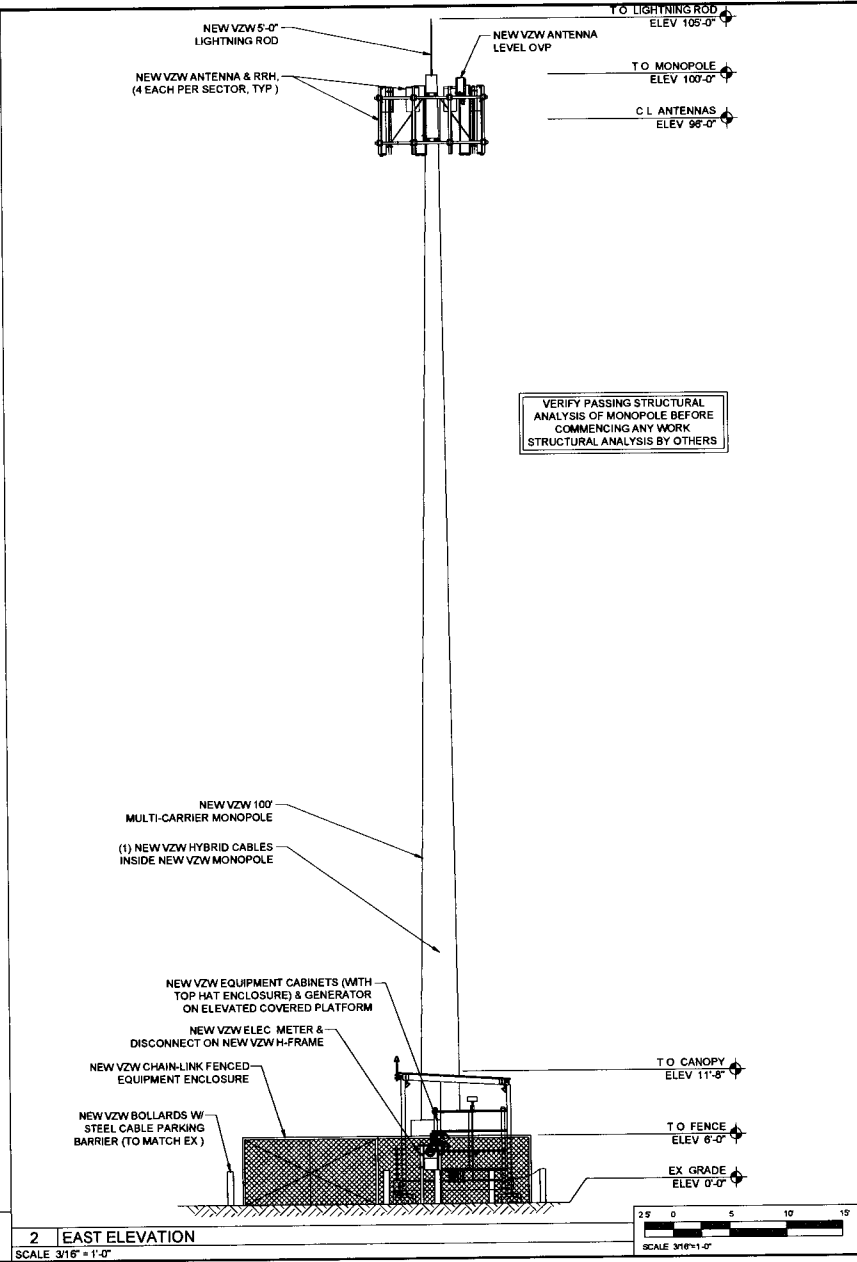 NEW VZW 5'-0"
LIGHTNING ROD
T O LIGHTNING ROD
ELEV 105'-0"
NEW VZW ANTENNA
LEVEL OVP
NEW VZW ANTENNA & RRH,
(4 EACH PER SECTOR, TYP )
T O MONOPOLE
ELEV 100'-0"
C L ANTENNAS
ELEV 96'-0"
VERIFY PASSING STRUCTURAL
ANALYSIS OF MONOPOLE BEFORE
COMMENCING ANY WORK
STRUCTURAL ANALYSIS BY OTHERS
NEW VZW 100'
MULTI-CARRIER MONOPOLE
(1) NEW VZW HYBRID CABLES
INSIDE NEW VZW MONOPOLE
NEW VZW EQUIPMENT CABINETS (WITH
TOP HAT ENCLOSURE) & GENERATOR
ON ELEVATED COVERED PLATFORM
NEW VZW ELEC METER &
DISCONNECT ON NEW VZW H-FRAME
NEW VZW CHAIN-LINK FENCED
EQUIPMENT ENCLOSURE
NEW VZW BOLLARDS W/
STEEL CABLE PARKING
BARRIER (TO MATCH EX )
T O CANOPY
ELEV 11'-8"
T O FENCE
ELEV 6'-0"
EX GRADE
ELEV 0'-0"
2 EAST ELEVATION
SCALE 3/16" = 1'-0"
2 5' 0 5 10' 15'
SCALE 3/16"=1'-0"